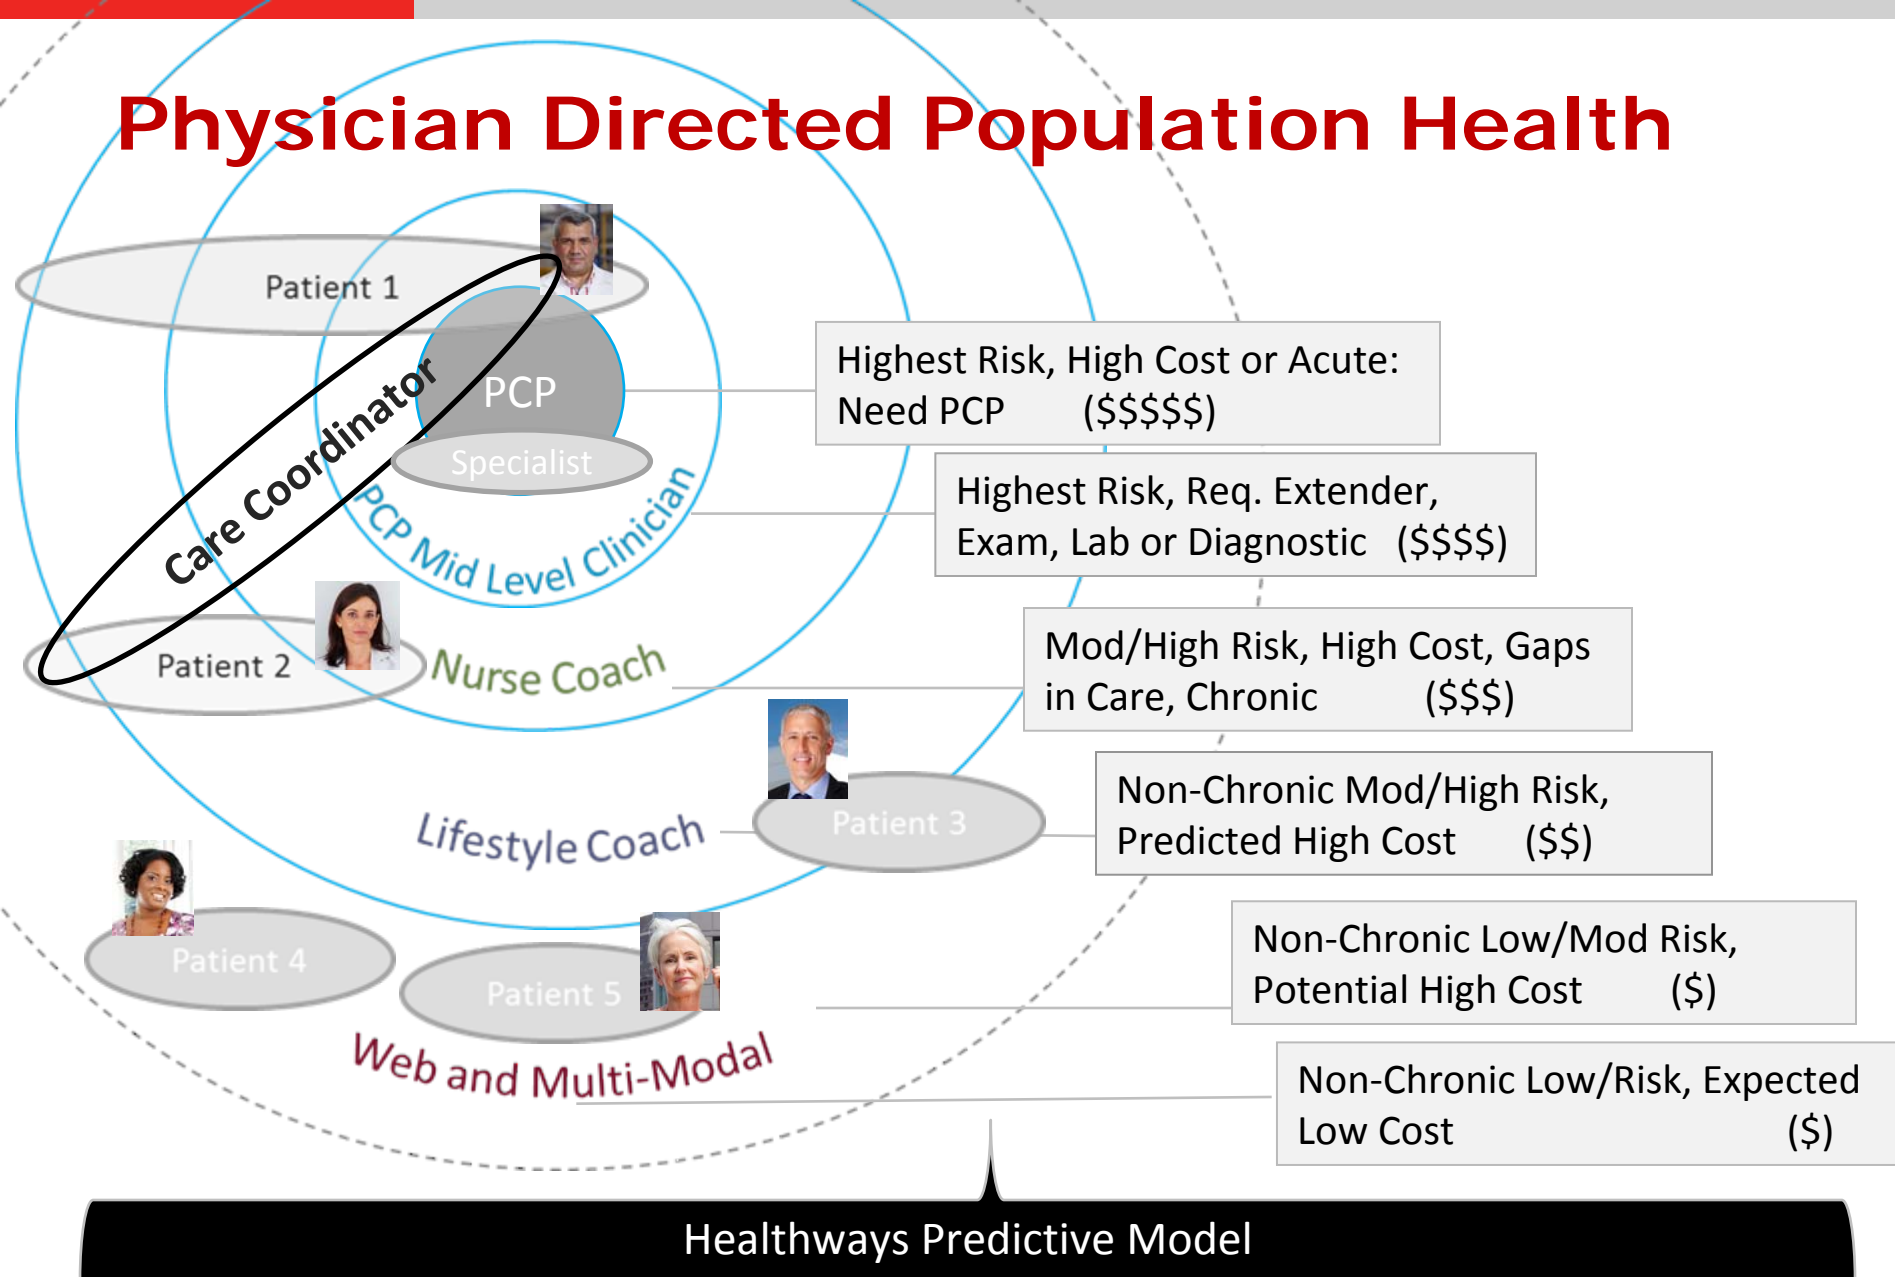 Physician Directed Population Health
Patient 1
Care Coordinator
PCP
Specialist
PCP Mid Level Clinician
Highest Risk, High Cost or Acute:
Need PCP ($$$$$)
Highest Risk, Req. Extender,
Exam, Lab or Diagnostic ($$$$)
Patient 2
Nurse Coach
Mod/High Risk, High Cost, Gaps
in Care, Chronic ($$$)
Lifestyle Coach
Patient 3
Non-Chronic Mod/High Risk,
Predicted High Cost ($$)
Patient 4
Patient 5
Web and Multi-Modal
Non-Chronic Low/Mod Risk,
Potential High Cost ($)
Non-Chronic Low/Risk, Expected
Low Cost ($)
Healthways Predictive Model